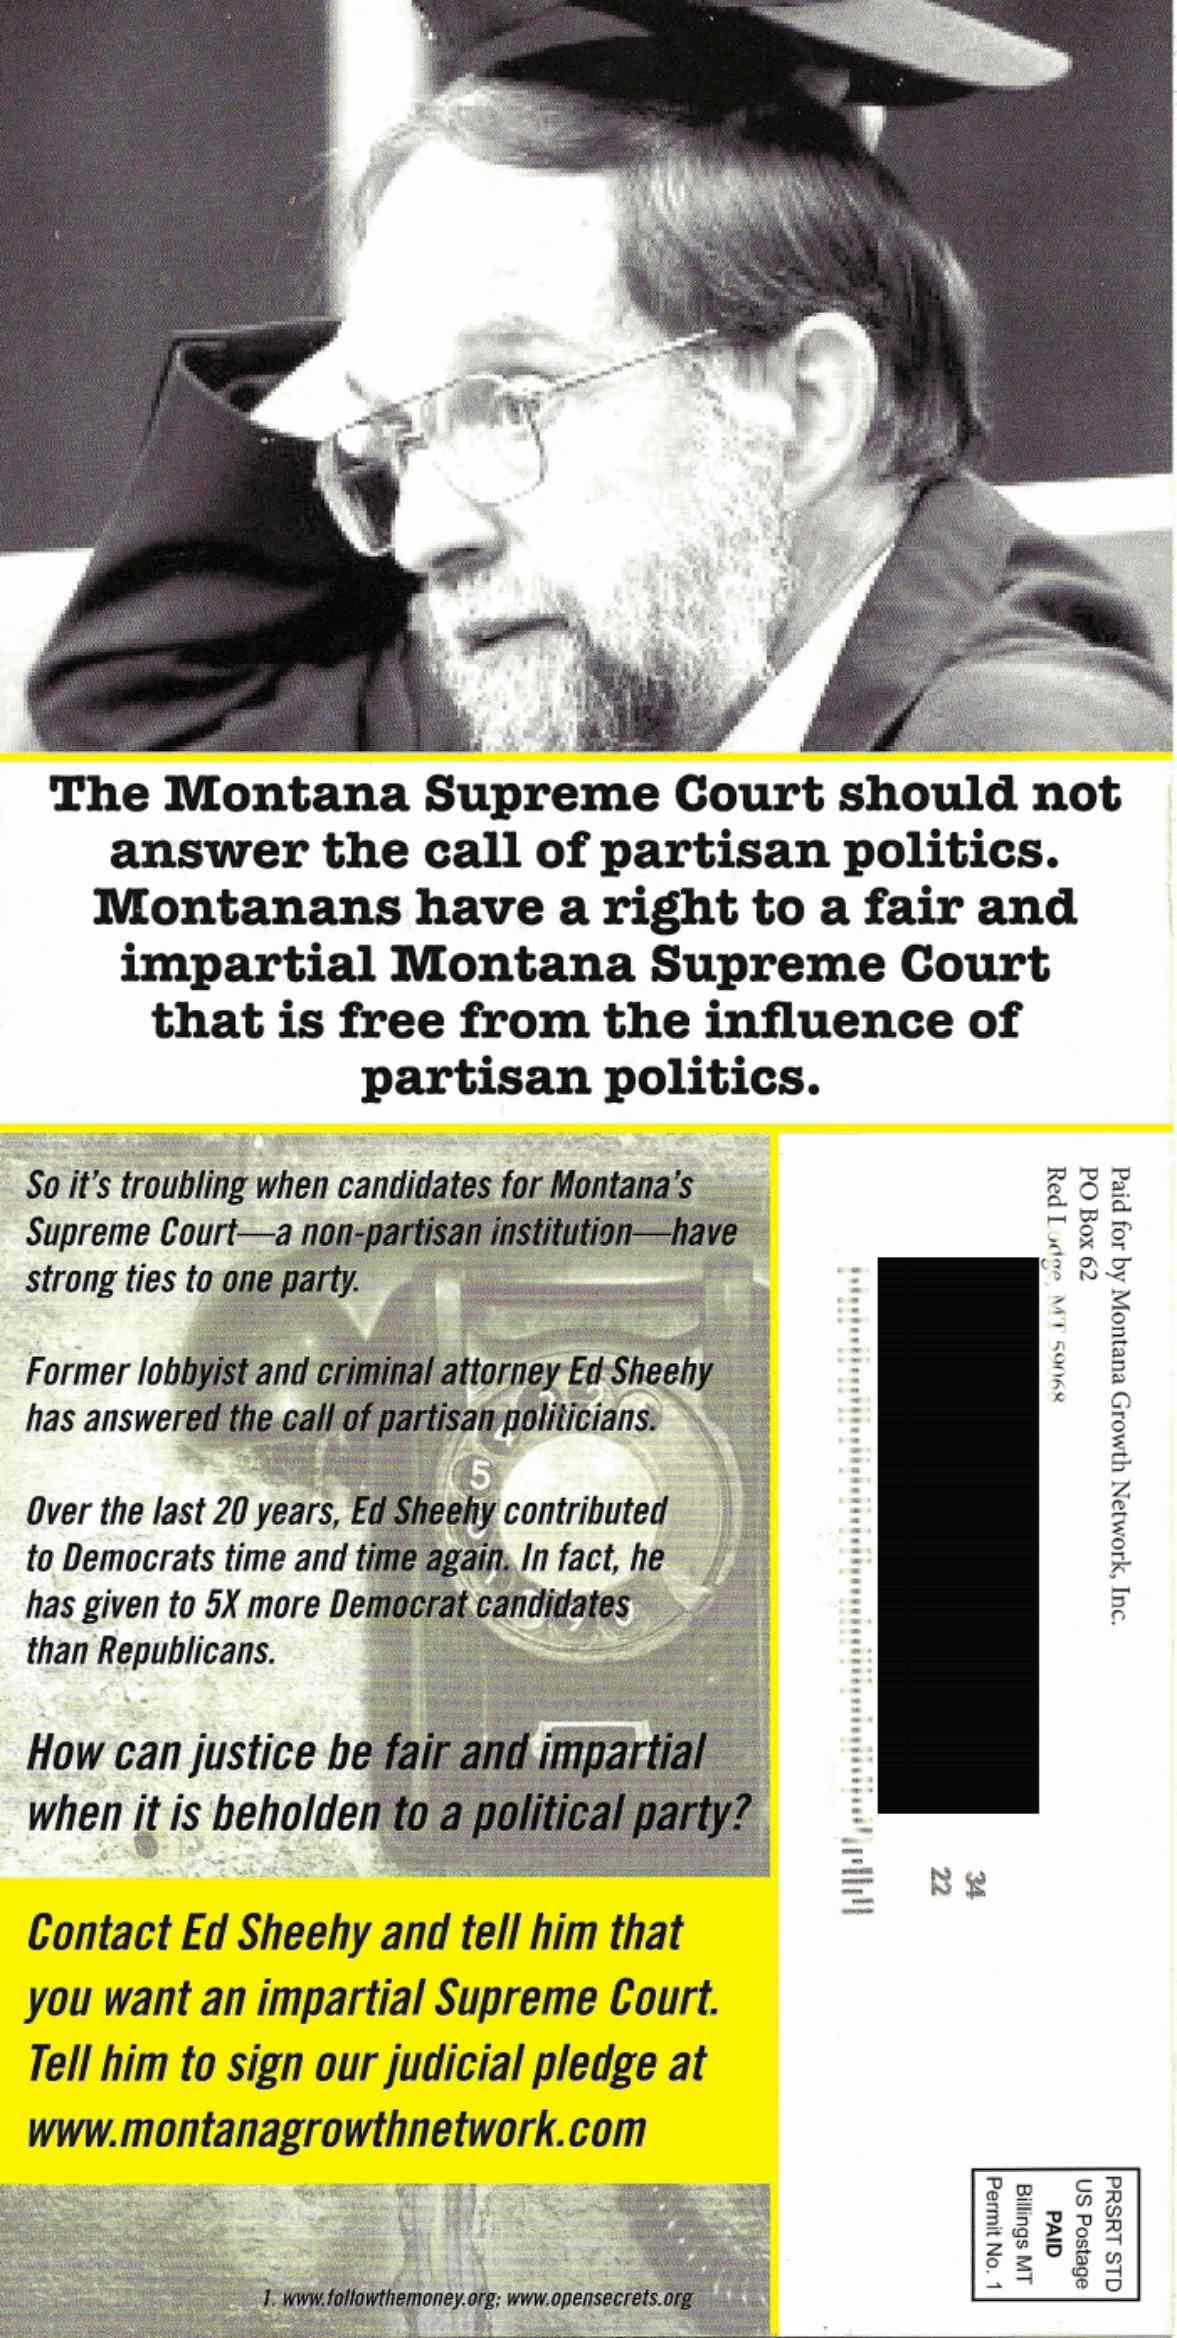 The Montana Supreme Court should not
answer the call of partisan politics.
Montanans have a right to a fair and
impartial Montana Supreme Court
that is free from the influence of
partisan politics.
So it's troubling when candidates for Montana's
Supreme Court—a non-partisan institution—have
strong ties to one party.
Former lobbyist and criminal attorney Ed Sheehy
has answered the call of partisan politicians.
Over the last 20 years, Ed Sheehy contributed
to Democrats time and time again. In fact, he
has given to 5X more Democrat candidates
than Republicans.
How can justice be fair and impartial
when it is beholden to a political party?
Contact Ed Sheehy and tell him that
you want an impartial Supreme Court.
Tell him to sign our judicial pledge at
www.montanagrowthnetwork.com
1. www.followthemoney.org; www.opensecrets.org
Paid for by Montana Growth Network, Inc.
PO Box 62
Red Lodge, MT 59068
34
22
PRSRT STD
US Postage
PAID
Billings MT
Permit No. 1
5